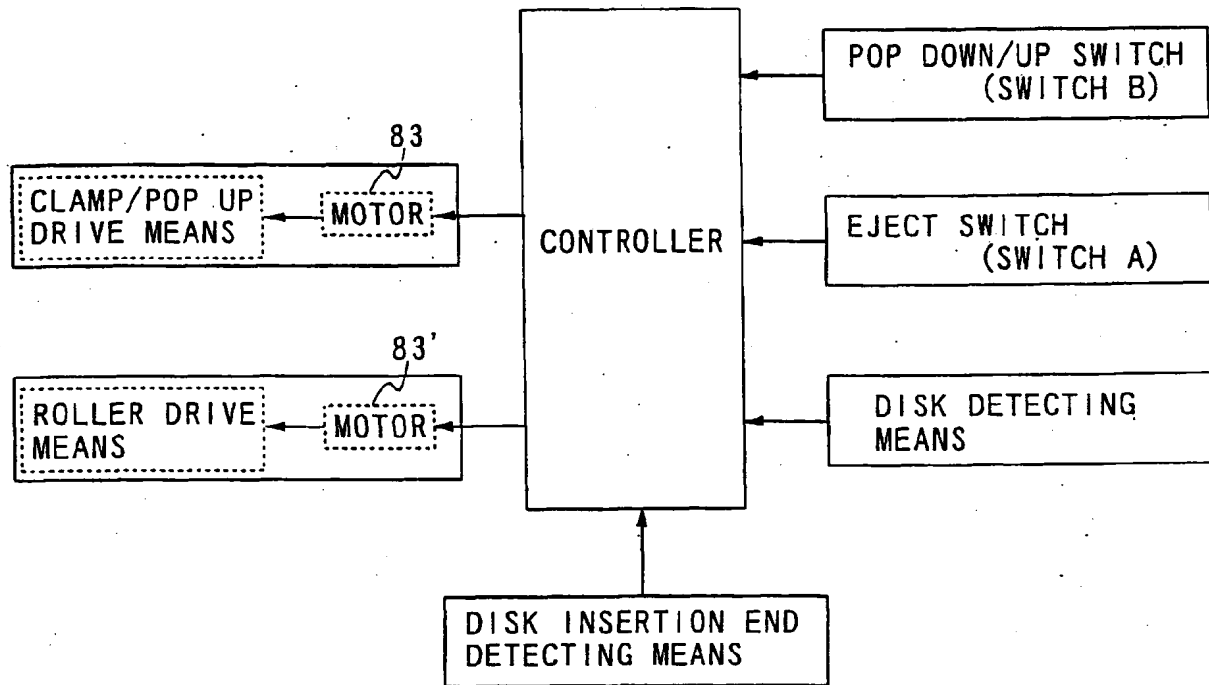 POP DOWN/UP SWITCH
(SWITCH B)
83
CLAMP/POP UP
DRIVE MEANS
MOTOR
CONTROLLER
EJECT SWITCH
(SWITCH A)
83'
ROLLER DRIVE
MEANS
MOTOR
DISK DETECTING
MEANS
DISK INSERTION END
DETECTING MEANS